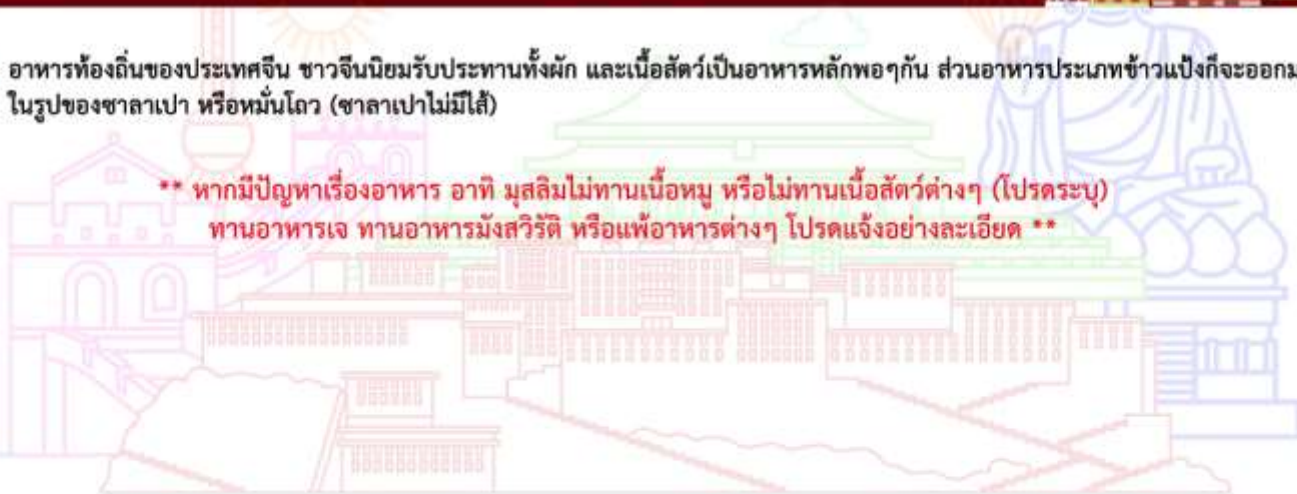 อาหารท้องถิ่นของประเทศจีน ชาวจีนนิยมรับประทานทั้งผัก และเนื้อสัตว์เป็นอาหารหลักพอๆกัน ส่วนอาหารประเภทข้าวแป้งก็จะออกม
ในรูปของซาลาเปา หรือหมั่นโถว (ซาลาเปาไม่มีไส้)
** หากมีปัญหาเรื่องอาหาร อาทิ มุสลิมไม่ทานเนื้อหมู หรือไม่ทานเนื้อสัตว์ต่างๆ (โปรดระบุ)
ทานอาหารเจ ทานอาหารมังสวิรัติ หรือแพ้อาหารต่างๆ โปรดแจ้งอย่างละเอียด **